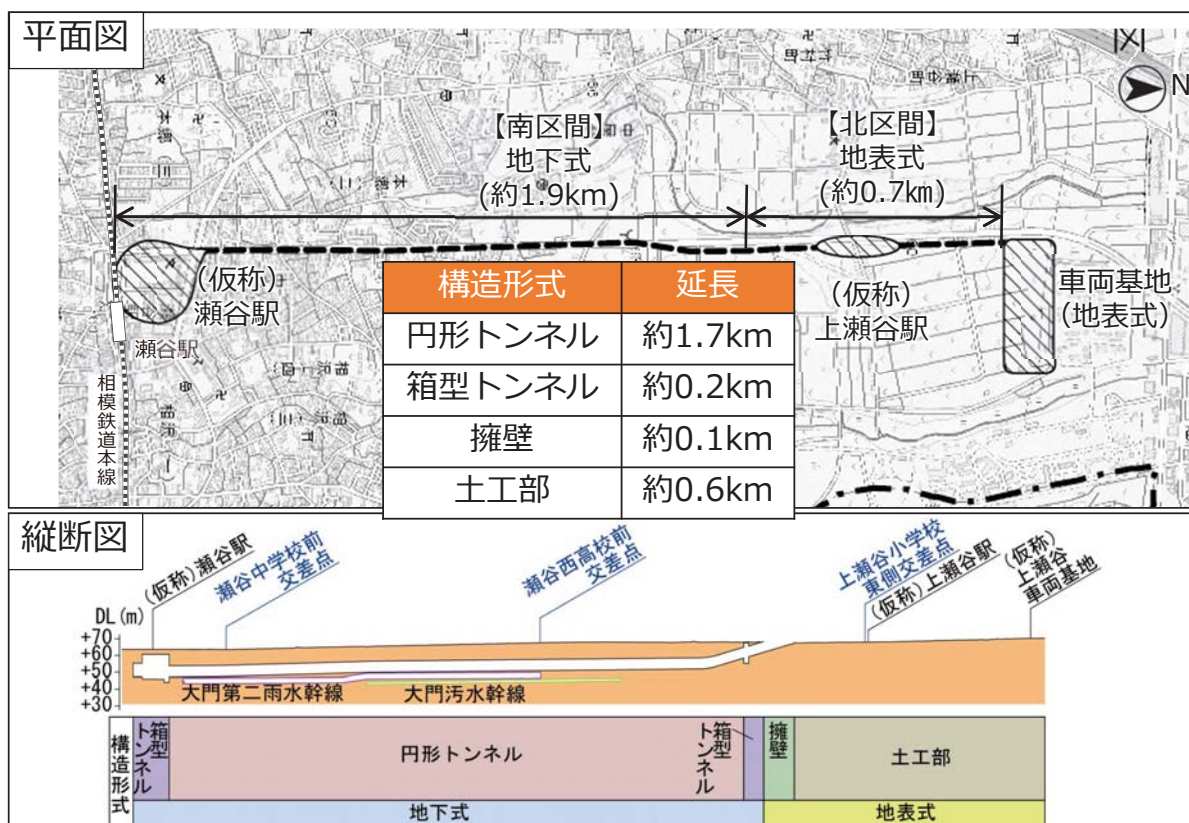 平面図
N
【南区間】
地下式
(約1.9km)
【北区間】
地表式
(約0.7㎞)
(仮称)
瀬谷駅
瀬谷駅
相模鉄道本線
構造形式 延長
円形トンネル 約1.7km
箱型トンネル 約0.2km
擁壁 約0.1km
土工部 約0.6km
(仮称)
上瀬谷駅
車両基地
(地表式)
縦断図
(仮称)瀬谷駅
瀬谷中学校前
交差点
瀬谷西高校前
交差点
上瀬谷小学校
東側交差点
(仮称)上瀬谷駅
(仮称)
上瀬谷
車両基地
DL(m)
+70
+60
+50
+40
+30
大門第二雨水幹線
大門汚水幹線
構造形式
箱型
トンネル
円形トンネル
箱型
トンネル
擁壁
土工部
地下式
地表式